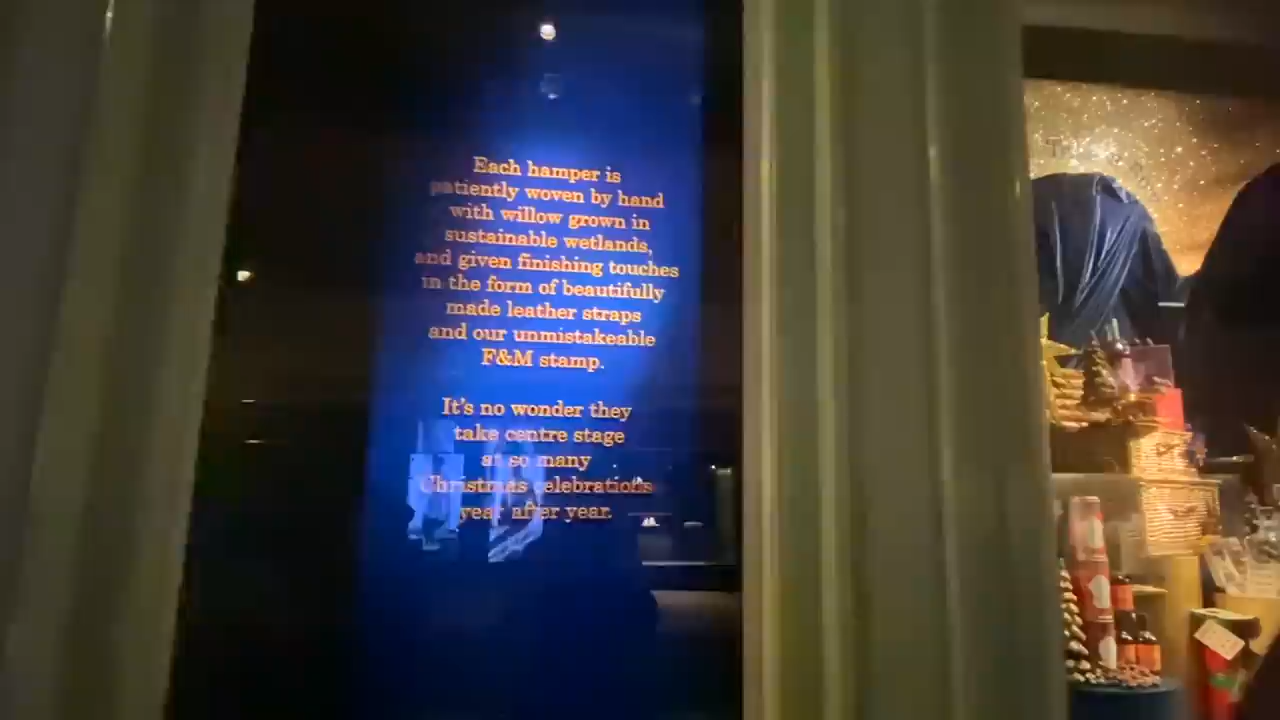 Each hamper is
patiently woven by hand
with willow grown in
sustainable wetlands,
and given finishing touches
in the form of beautifully
made leather straps
and our unmistakeable
F&M stamp.
It's no wonder they
take centre stage
at so many
Christmas celebrations
year after year.